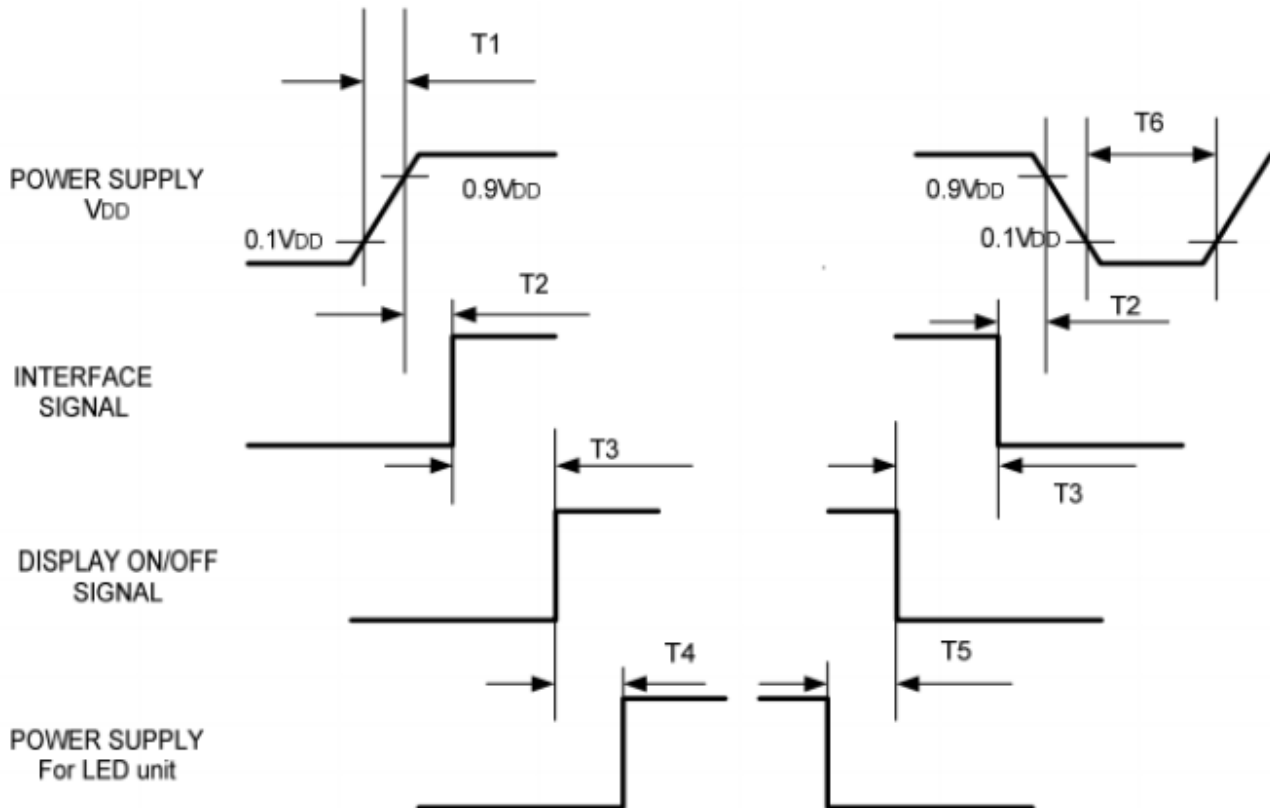 T1
T6
POWER SUPPLY
VDD
0.9VDD
0.9VDD
0.1VDD
0.1VDD
T2
T2
INTERFACE
SIGNAL
T3
T3
DISPLAY ON/OFF
SIGNAL
T4
T5
POWER SUPPLY
For LED unit